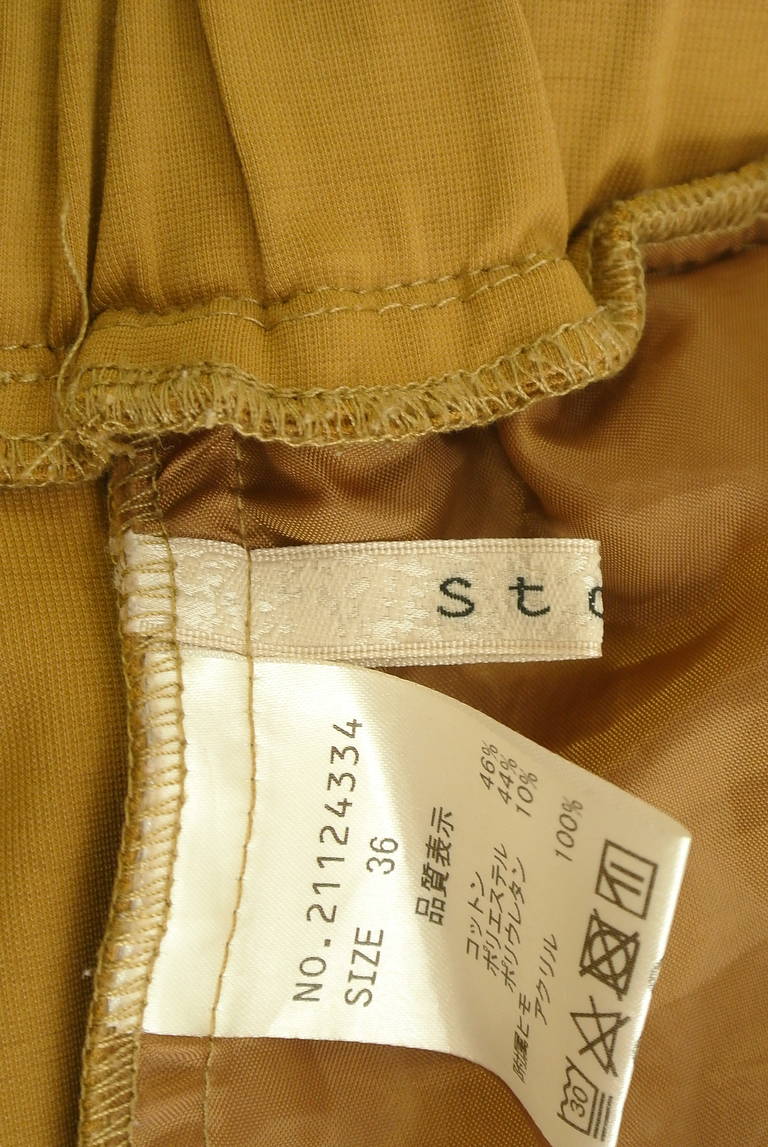 St
NO.21124334
SIZE 36
品質表示
コットン 46%
ポリエステル 44%
ポリウレタン 10%
附属ヒモ
アクリル 100%
30